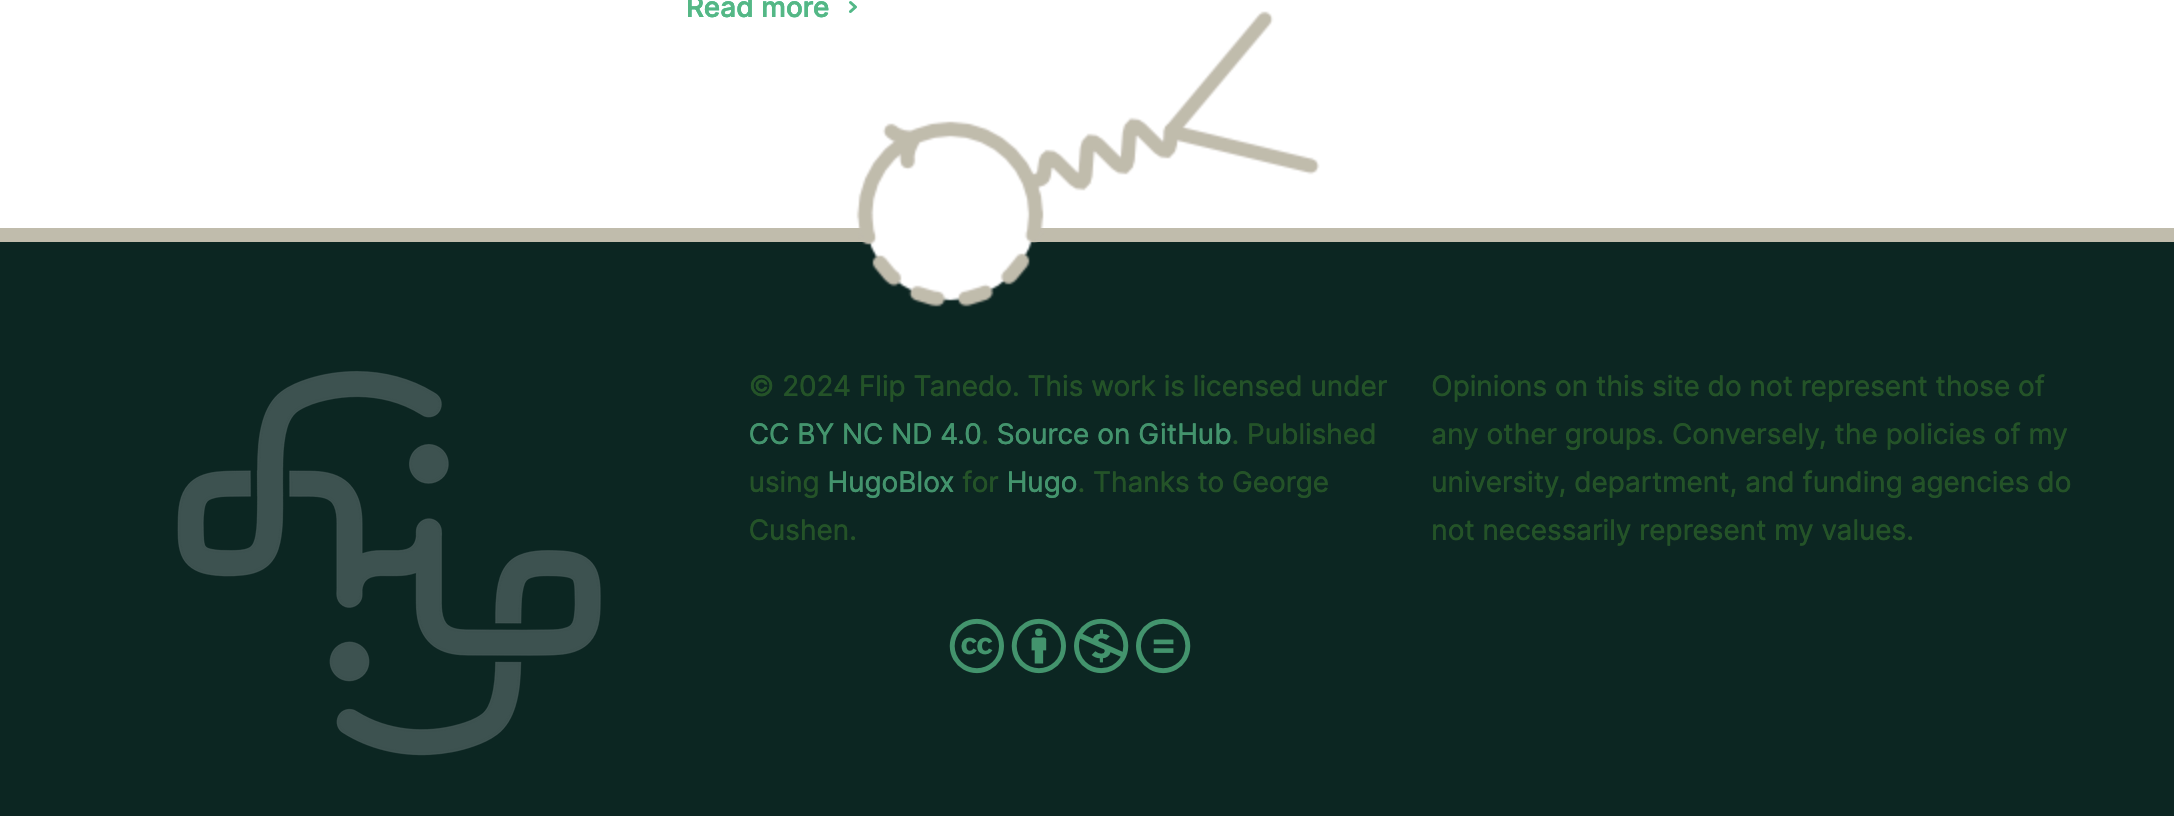 Read more >
© 2024 Flip Tanedo. This work is licensed under
CC BY NC ND 4.0. Source on GitHub. Published
using HugoBlox for Hugo. Thanks to George
Cushen.
Opinions on this site do not represent those of
any other groups. Conversely, the policies of my
university, department, and funding agencies do
not necessarily represent my values.
flip
cc $ =